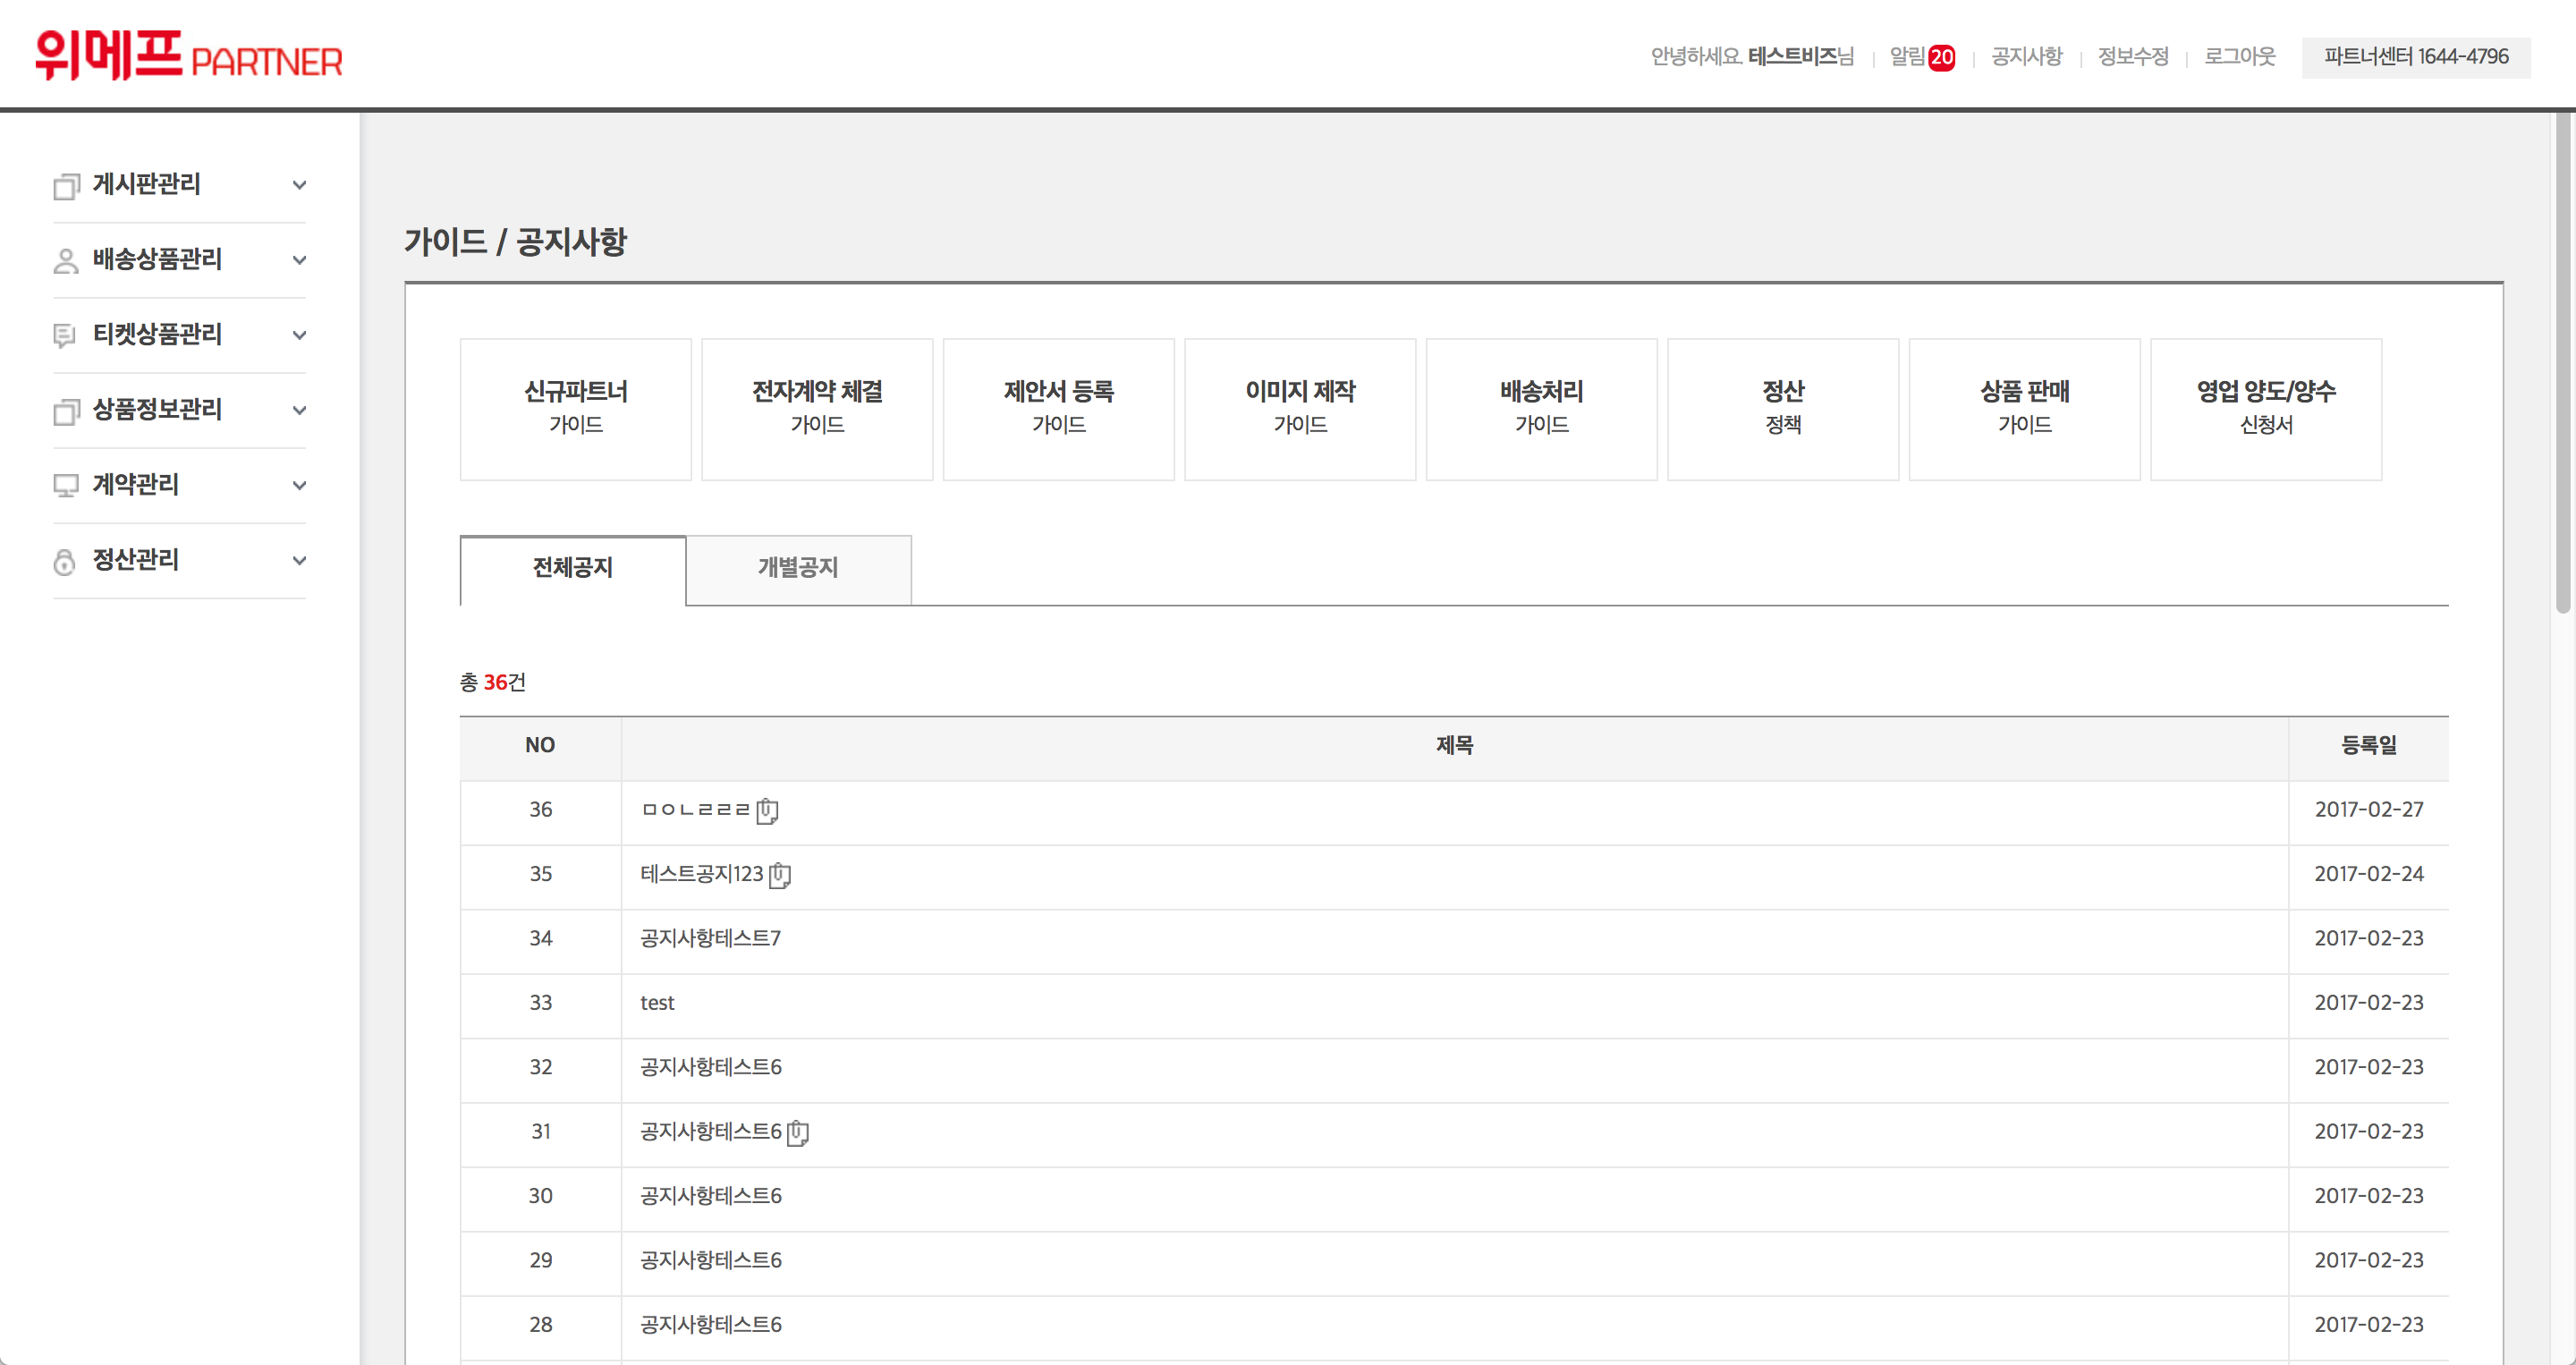 위메프 PARTNER
안녕하세요. 테스트비즈님 알림 20 공지사항 정보수정 로그아웃 파트너센터 1644-4796
게시판관리
배송상품관리
티켓상품관리
상품정보관리
계약관리
정산관리
가이드 / 공지사항
신규파트너
가이드
전자계약 체결
가이드
제안서 등록
가이드
이미지 제작
가이드
배송처리
가이드
정산
정책
상품 판매
가이드
영업 양도/양수
신청서
전체공지 개별공지
총 36건
NO 제목 등록일
36 ㅁㅇㄴㄹㄹㄹ 2017-02-27
35 테스트공지123 2017-02-24
34 공지사항테스트7 2017-02-23
33 test 2017-02-23
32 공지사항테스트6 2017-02-23
31 공지사항테스트6 2017-02-23
30 공지사항테스트6 2017-02-23
29 공지사항테스트6 2017-02-23
28 공지사항테스트6 2017-02-23